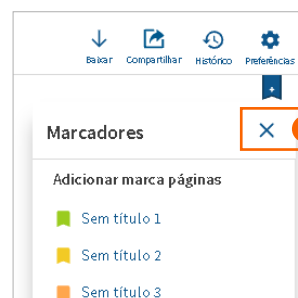 Baixar Compartilhar Histórico Preferências
Marcadores
Adicionar marca páginas
Sem título 1
Sem título 2
Sem título 3